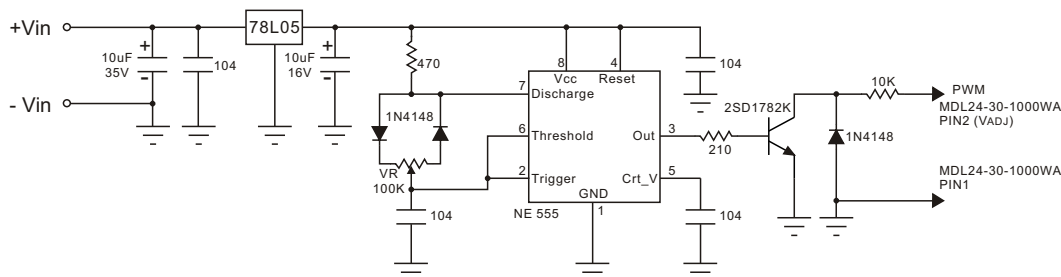 +Vin
78L05
+
10uF
35V
-
104
+
10uF
16V
-
470
8
4
Vcc
Reset
104
7
Discharge
10K
PWM
- Vin
1N4148
2SD1782K
MDL24-30-1000WA
PIN2 (VADJ)
6
Threshold
Out
3
210
1N4148
VR
100K
2
Trigger
Crt_V
5
MDL24-30-1000WA
PIN1
GND
104
NE 555
1
104